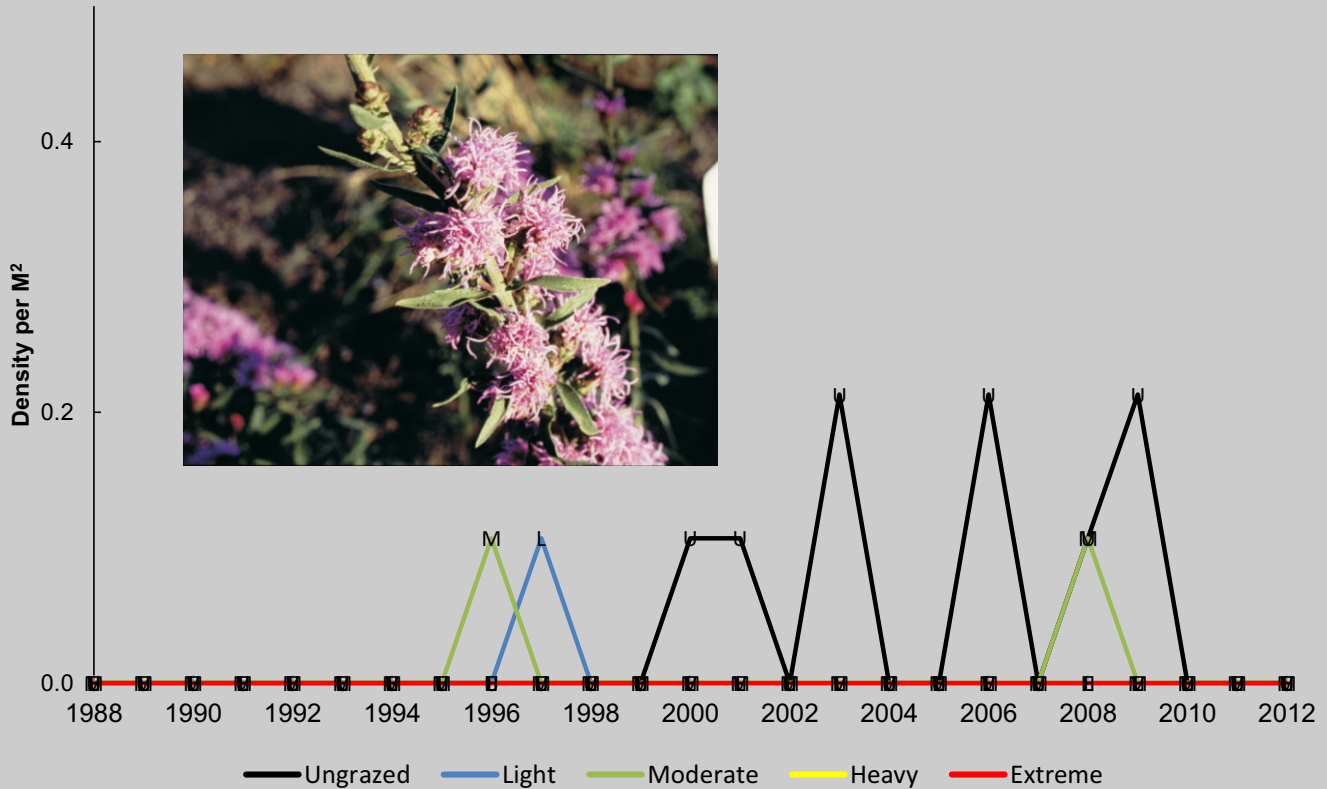 Density per M²
0.4
0.2
0.0
M L U U U U M U
1988 1990 1992 1994 1996 1998 2000 2002 2004 2006 2008 2010 2012
Ungrazed Light Moderate Heavy Extreme